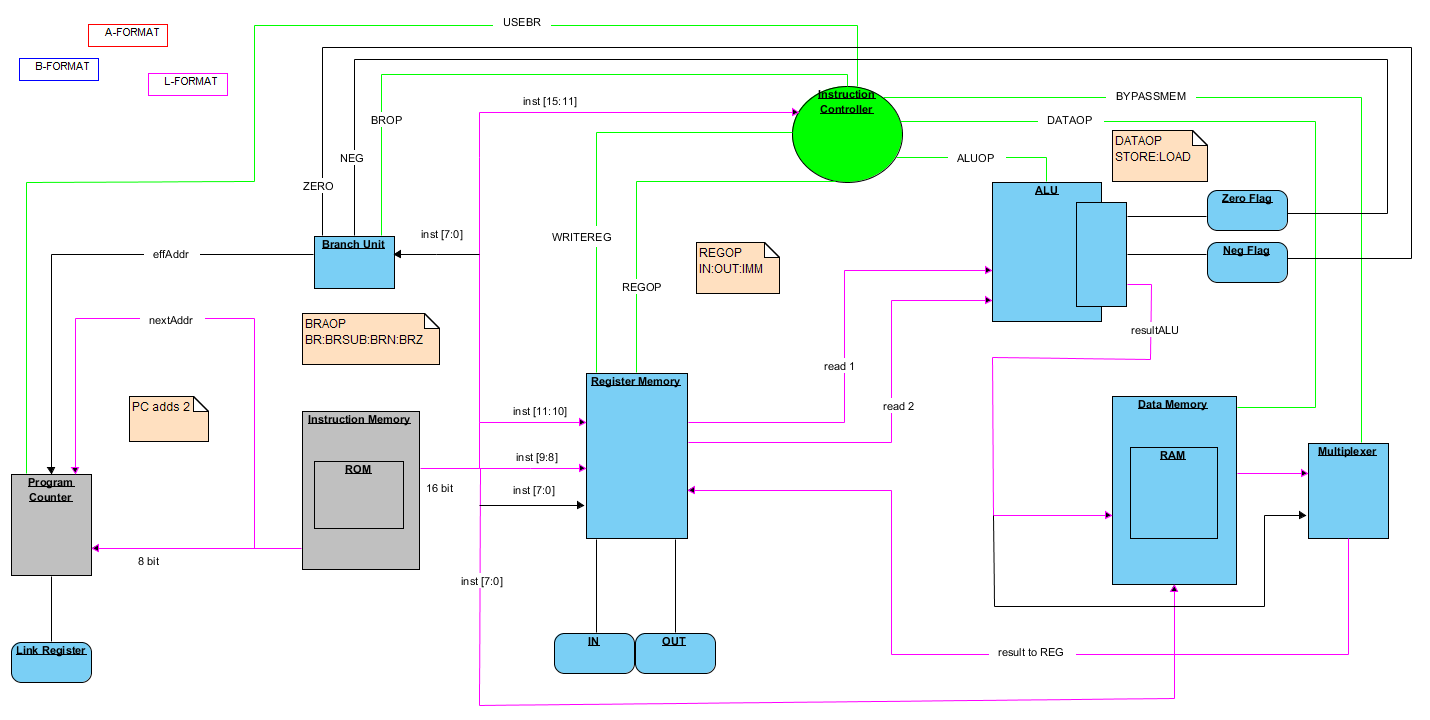 USEBR
A-FORMAT
B-FORMAT
L-FORMAT
Instruction
Controller
inst [15:11]
BYPASSMEM
BROP
DATAOP
DATAOP
STORE:LOAD
NEG
ALUOP
ZERO
ALU
Zero Flag
inst [7:0]
WRITEREG
Branch Unit
effAddr
REGOP
IN:OUT:IMM
Neg Flag
REGOP
nextAddr
BRAOP
BR:BRSUB:BRN:BRZ
resultALU
read 1
Register Memory
PC adds 2
read 2
Data Memory
Instruction Memory
inst [11:10]
ROM
inst [9:8]
RAM
Multiplexer
Program
Counter
16 bit
inst [7:0]
8 bit
inst [7:0]
Link Register
IN
OUT
result to REG